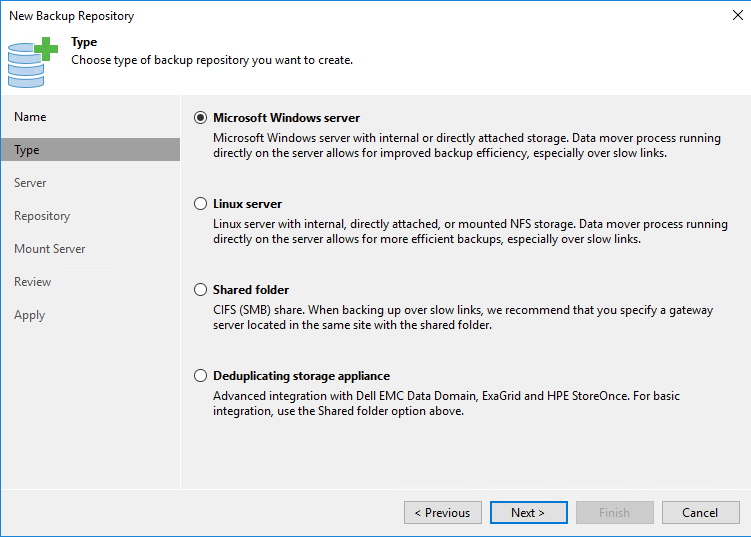 New Backup Repository
Type
Choose type of backup repository you want to create.
Name
Type
Server
Repository
Mount Server
Review
Apply
Microsoft Windows server
Microsoft Windows server with internal or directly attached storage. Data mover process running
directly on the server allows for improved backup efficiency, especially over slow links.
Linux server
Linux server with internal, directly attached, or mounted NFS storage. Data mover process running
directly on the server allows for more efficient backups, especially over slow links.
Shared folder
CIFS (SMB) share. When backing up over slow links, we recommend that you specify a gateway
server located in the same site with the shared folder.
Deduplicating storage appliance
Advanced integration with Dell EMC Data Domain, ExaGrid and HPE StoreOnce. For basic
integration, use the Shared folder option above.
< Previous
Next >
Finish
Cancel